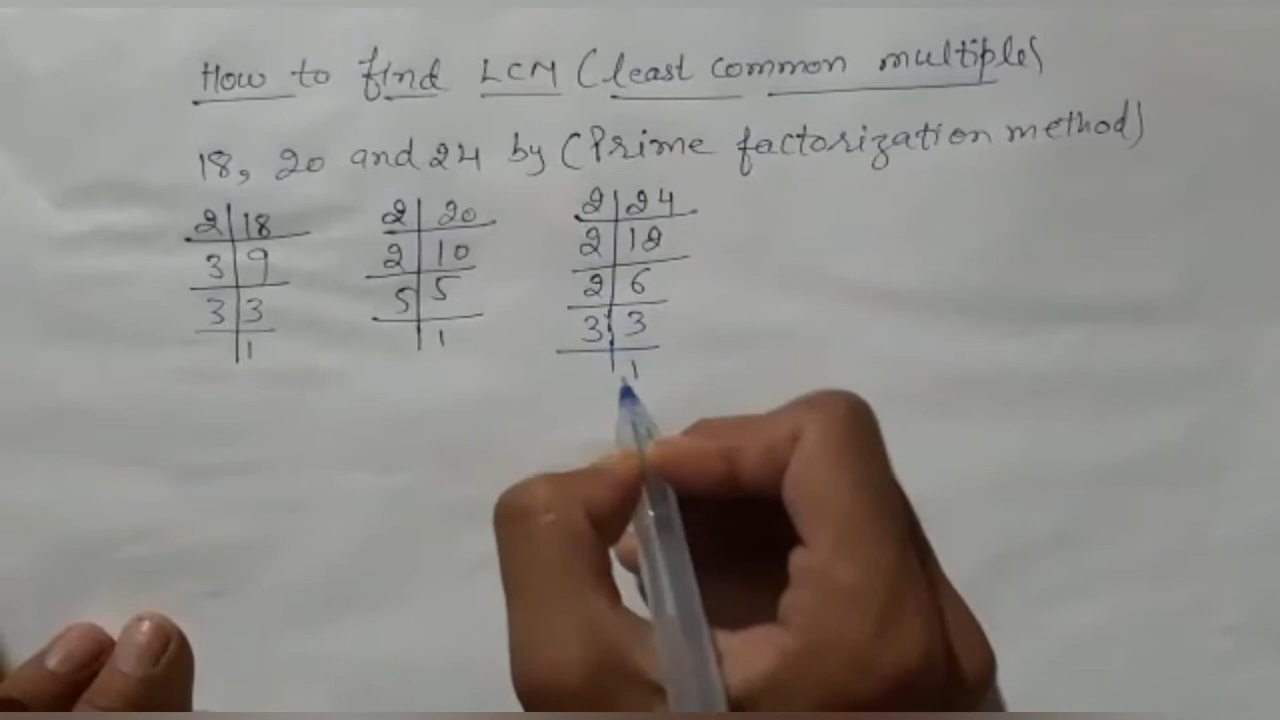 How to find LCM (least common multiples
18, 20 and 24 by (Prime factorization method)
2 | 18
3 | 9
3 | 3
1
2 | 20
2 | 10
5 | 5
1
2 | 24
2 | 12
2 | 6
3 | 3
1